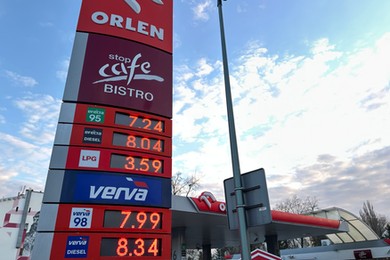 ORLEN
stop
cafe
BISTRO
95 7.24
DIESEL 8.04
LPG 3.59
verva
verva
98 7.99
verva
DIESEL 8.34